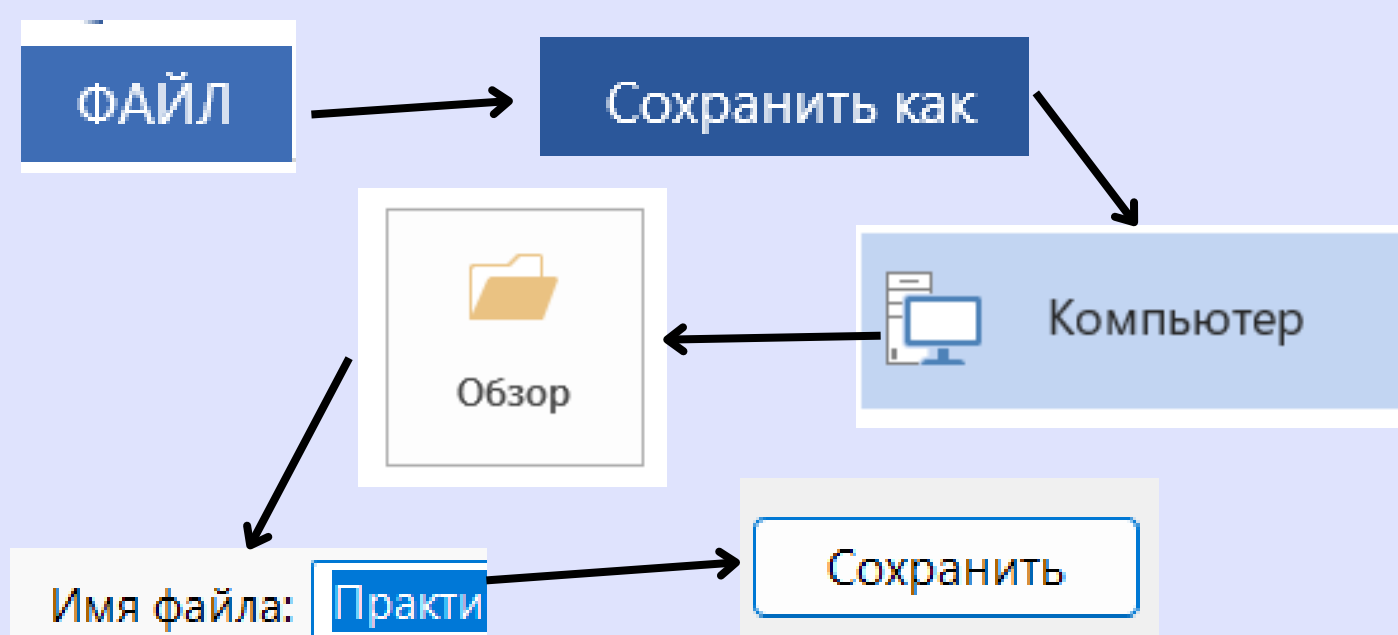 ФАЙЛ
Сохранить как
Компьютер
Обзор
Имя файла: Практи
Сохранить